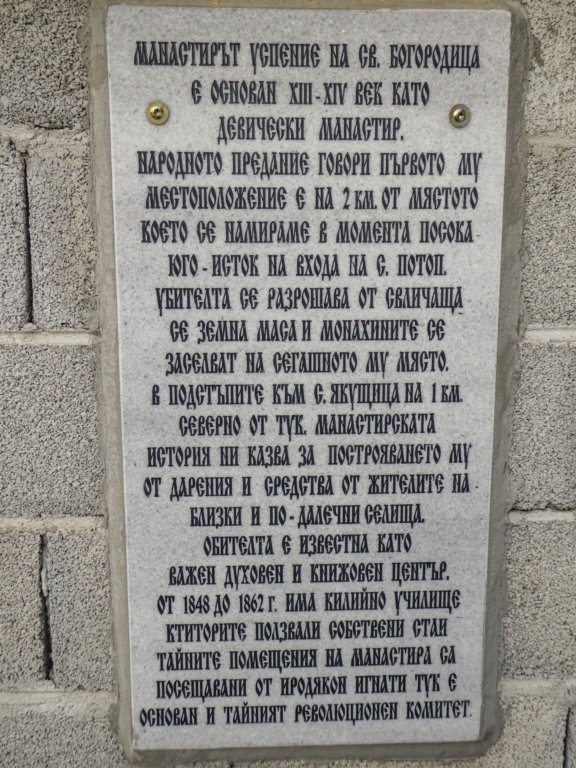 МАНАСТИРЪТ УСПЕНИЕ НА СВ. БОГОРОДИЦА
Е ОСНОВАН XIII-XIV ВЕК КАТО
ДЕВИЧЕСКИ МАНАСТИР.
НАРОДНОТО ПРЕДАНИЕ ГОВОРИ ПЪРВОТО МУ
МЕСТОПОЛОЖЕНИЕ Е НА 2 КМ. ОТ МЯСТОТО
КОЕТО СЕ НАМИРАМЕ В МОМЕНТА ПОСОКА
ЮГО-ИСТОК НА ВХОДА НА С. ПОТОП.
УБИТЕЛТА СЕ РАЗРОШАВА ОТ СВЛИЧАЩА
СЕ ЗЕМНА МАСА И МОНАХИНИТЕ СЕ
ЗАСЕЛВАТ НА СЕГАШНОТО МУ МЯСТО.
В ПОДСТЪПИТЕ КЪМ С. ЯКУЩИЦА НА 1 КМ.
СЕВЕРНО ОТ ТУК. МАНАСТИРСКАТА
ИСТОРИЯ НИ КАЗВА ЗА ПОСТРОЯВАНЕТО МУ
ОТ ДАРЕНИЯ И СРЕДСТВА ОТ ЖИТЕЛИТЕ НА
БЛИЗКИ И ПО-ДАЛЕЧНИ СЕЛИЩА.
ОБИТЕЛТА Е ИЗВЕСТНА КАТО
ВАЖЕН ДУХОВЕН И КНИЖОВЕН ЦЕНТЪР.
ОТ 1848 ДО 1862 Г. ИМА КИЛИЙНО УЧИЛИЩЕ
КТИТОРИТЕ ПОЛЗВАЛИ СОБСТВЕНИ СТАИ
ТАЙНИТЕ ПОМЕЩЕНИЯ НА МАНАСТИРА СА
ПОСЕЩАВАНИ ОТ ИРОДЯКОН ИГНАТИ ТУК Е
ОСНОВАН И ТАЙНИЯТ РЕВОЛЮЦИОНЕН КОМИТЕТ